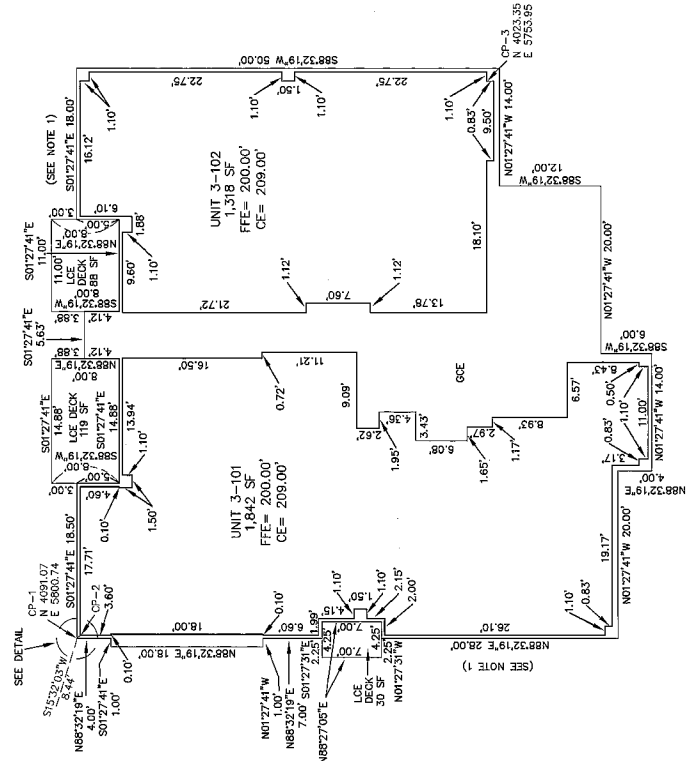 SEE DETAIL
S15°32'03"W
8.44'
CP-1
N 4091.07
E 5800.74
CP-2
N88°32'19"E
4.00'
S01°27'41"E
1.00'
3.60'
0.10'
S01°27'41"E 18.50'
17.71'
3.00'
5.00'
8.00'
S88°32'19"W
4.60'
0.10'
1.50'
1.10'
S01°27'41"E
14.88'
LCE
DECK
119 SF
S01°27'41"E
14.88'
13.94'
N88°32'19"E
8.00'
3.88'
4.12'
S01°27'41"E
5.63'
3.88'
4.12'
S88°32'19"W
8.00'
S01°27'41"E
11.00'
11.00'
LCE
DECK
88 SF
N88°32'19"E
8.00'
3.00'
5.00'
6.10'
9.60'
1.10'
1.88'
(SEE NOTE 1)
S01°27'41"E 18.00'
16.12'
1.10'
S88°32'19"W 50.00'
22.75'
1.10'
1.50'
1.10'
22.75'
1.10'
0.83'
9.50'
CP-3
N 4023.35
E 5753.95
N01°27'41"W 14.00'
UNIT 3-102
1,318 SF
FFE= 200.00'
CE= 209.00'
21.72'
1.12'
7.60'
1.12'
13.78'
18.10'
S88°32'19"W
12.00'
N01°27'41"W 20.00'
S88°32'19"W
6.00'
UNIT 3-101
1,842 SF
FFE= 200.00'
CE= 209.00'
16.50'
0.72'
11.21'
9.09'
2.62'
1.95'
4.36'
3.43'
6.08'
1.65'
2.97'
1.17'
8.93'
6.57'
GCE
8.43'
0.50'
1.10'
11.00'
N01°27'41"W 14.00'
0.83'
3.17'
4.00'
N88°32'19"E
19.17'
N01°27'41"W 20.00'
1.10'
0.83'
18.00'
N88°32'19"E 18.00'
0.10'
N01°27'41"W
1.00'
6.60'
N88°32'19"E
7.00'
S01°27'31"E
2.25'
1.99'
4.25'
N88°27'05"E
7.00'
7.00'
4.15'
1.10'
1.50'
1.10'
2.15'
2.00'
4.25'
2.25'
N01°27'31"W
LCE
DECK
30 SF
26.10'
N88°32'19"E 28.00'
(SEE NOTE 1)